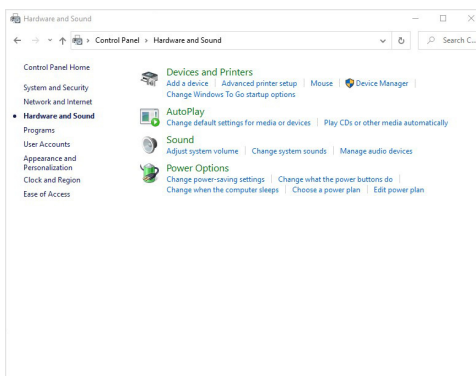 Hardware and Sound
Control Panel > Hardware and Sound
Search C...
Control Panel Home
System and Security
Network and Internet
Hardware and Sound
Programs
User Accounts
Appearance and
Personalization
Clock and Region
Ease of Access
Devices and Printers
Add a device | Advanced printer setup | Mouse | Device Manager |
Change Windows To Go startup options
AutoPlay
Change default settings for media or devices | Play CDs or other media automatically
Sound
Adjust system volume | Change system sounds | Manage audio devices
Power Options
Change power-saving settings | Change what the power buttons do |
Change when the computer sleeps | Choose a power plan | Edit power plan